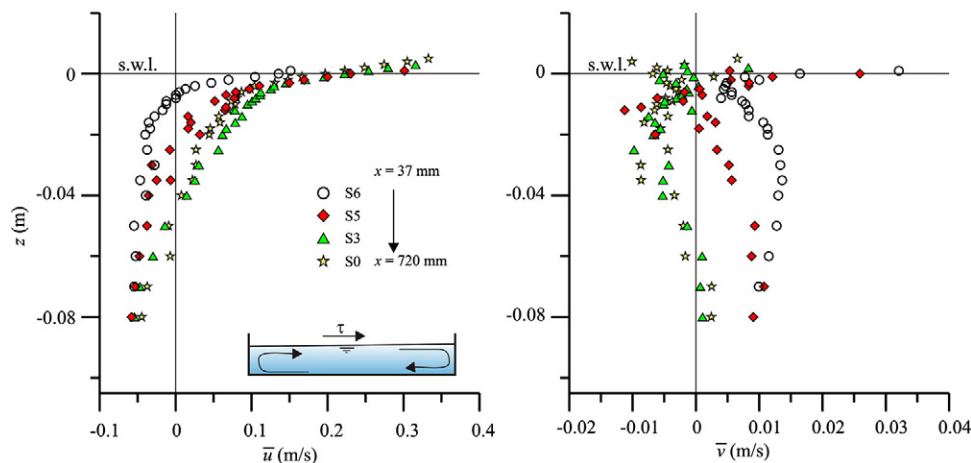 s.w.l.
s.w.l.
0
-0.04
-0.08
z (m)
x = 37 mm
S6
S5
S3
S0
x = 720 mm
τ
-0.1
0
0.1
0.2
0.3
0.4
u̅ (m/s)
0
-0.04
-0.08
-0.02
-0.01
0
0.01
0.02
0.03
0.04
v̅ (m/s)